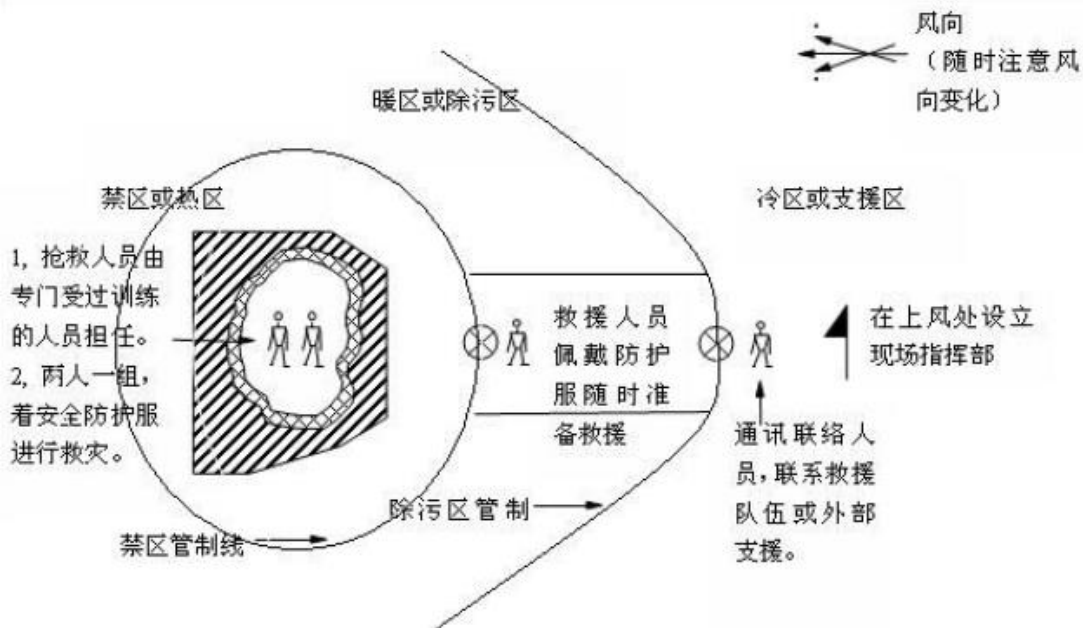 风向
（随时注意风
向变化）
暖区或除污区
禁区或热区
冷区或支援区
1, 抢救人员由
专门受过训练
的人员担任。
2, 两人一组，
着安全防护服
进行救灾。
救援人员
佩戴防护
服随时准
备救援
在上风处设立
现场指挥部
通讯联络人
员，联系救援
队伍或外部
支援。
除污区管制
禁区管制线